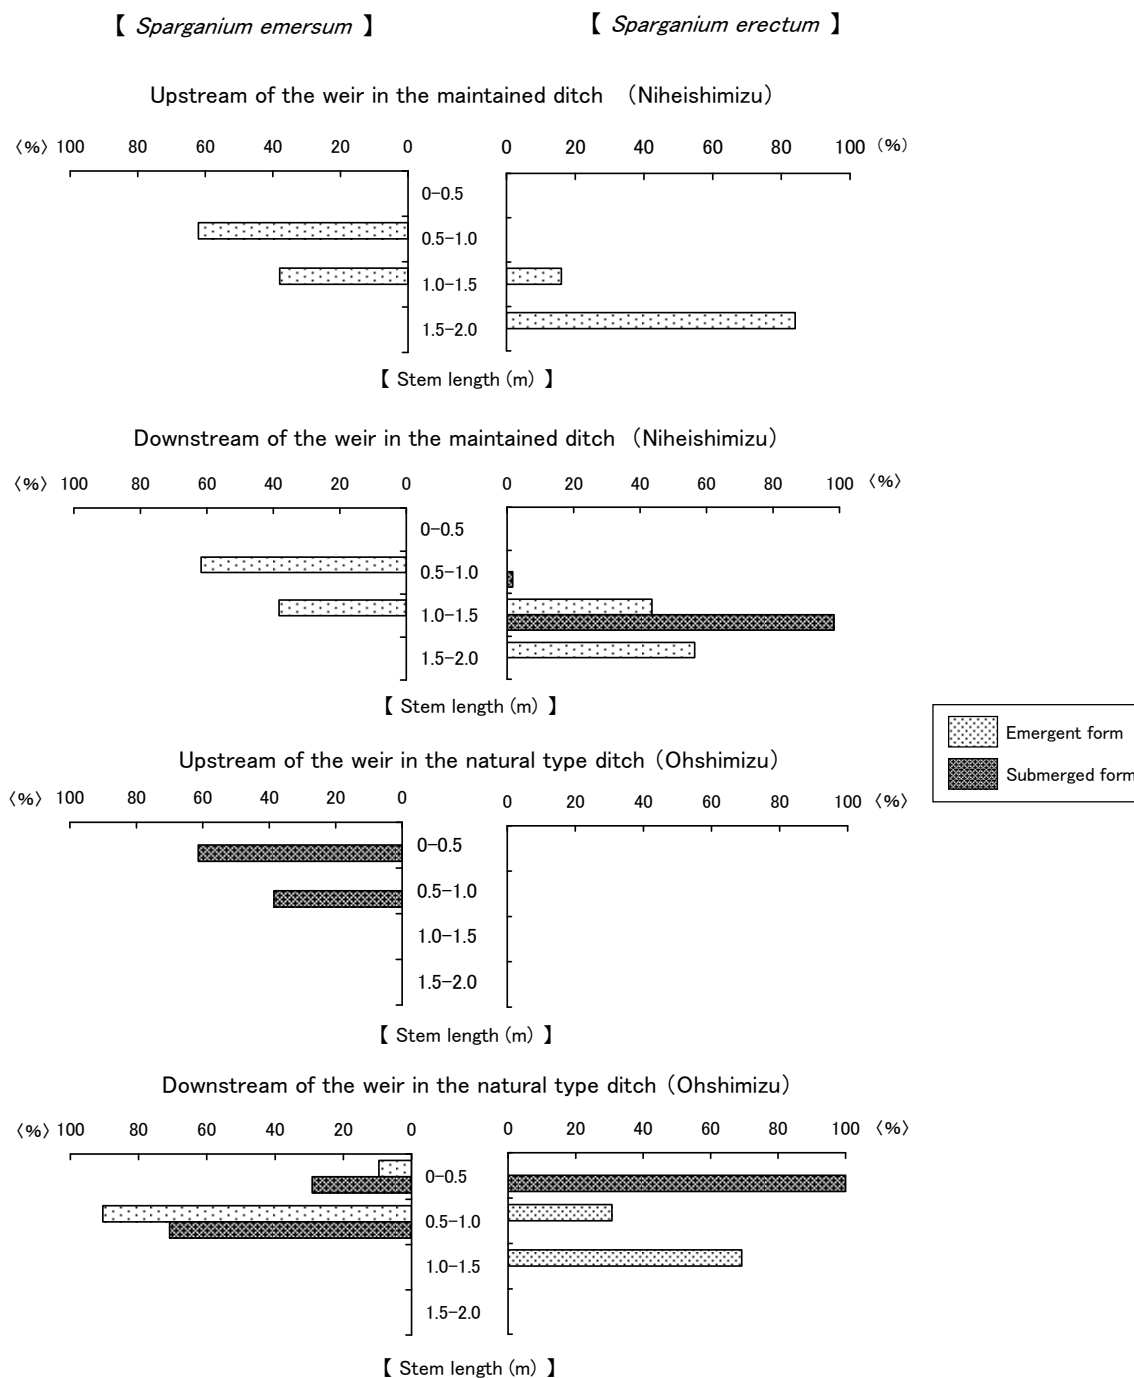 【 Sparganium emersum 】 【 Sparganium erectum 】
Upstream of the weir in the maintained ditch （Niheishimizu）
〈%〉 100 80 60 40 20 0 0 20 40 60 80 100 (%)
0-0.5
0.5-1.0
1.0-1.5
1.5-2.0
【 Stem length (m) 】
Downstream of the weir in the maintained ditch （Niheishimizu）
〈%〉 100 80 60 40 20 0 0 20 40 60 80 100 〈%〉
0-0.5
0.5-1.0
1.0-1.5
1.5-2.0
【 Stem length (m) 】
Emergent form
Submerged form
Upstream of the weir in the natural type ditch （Ohshimizu）
〈%〉 100 80 60 40 20 0 0 20 40 60 80 100 〈%〉
0-0.5
0.5-1.0
1.0-1.5
1.5-2.0
【 Stem length (m) 】
Downstream of the weir in the natural type ditch （Ohshimizu）
〈%〉 100 80 60 40 20 0 0 20 40 60 80 100 〈%〉
0-0.5
0.5-1.0
1.0-1.5
1.5-2.0
【 Stem length (m) 】